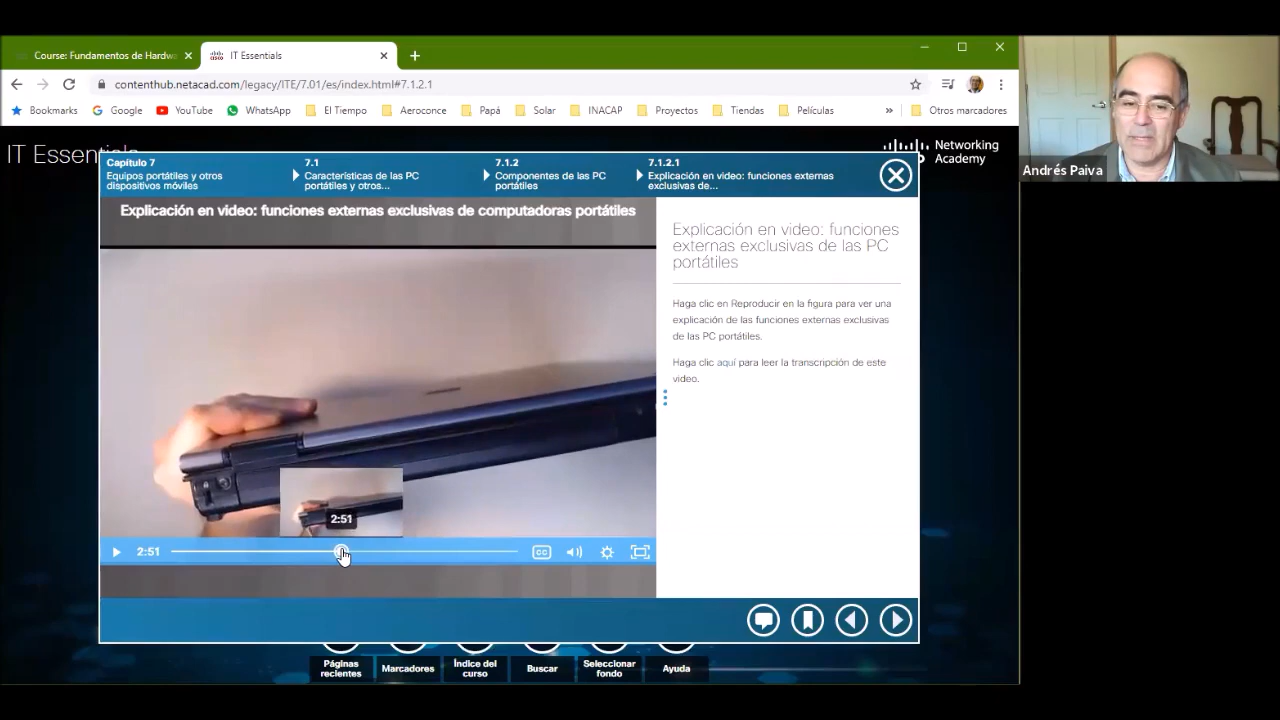 Course: Fundamentos de Hardwa
IT Essentials
contenthub.netacad.com/legacy/ITE/7.01/es/index.html#7.1.2.1
Bookmarks
Google
YouTube
WhatsApp
El Tiempo
Aeroconce
Papá
Solar
INACAP
Proyectos
Tiendas
Películas
»
Otros marcadores
IT Essentials
Networking
Academy
Andrés Paiva
Capítulo 7
Equipos portátiles y otros
dispositivos móviles
7.1
Características de las PC
portátiles y otros...
7.1.2
Componentes de las PC
portátiles
7.1.2.1
Explicación en video: funciones
externas exclusivas de...
Explicación en video: funciones externas exclusivas de computadoras portátiles
Explicación en video: funciones
externas exclusivas de las PC
portátiles
Haga clic en Reproducir en la figura para ver una
explicación de las funciones externas exclusivas
de las PC portátiles.
Haga clic aquí para leer la transcripción de este
video.
2:51
2:51
CC
Páginas
recientes
Marcadores
Índice del
curso
Buscar
Seleccionar
fondo
Ayuda